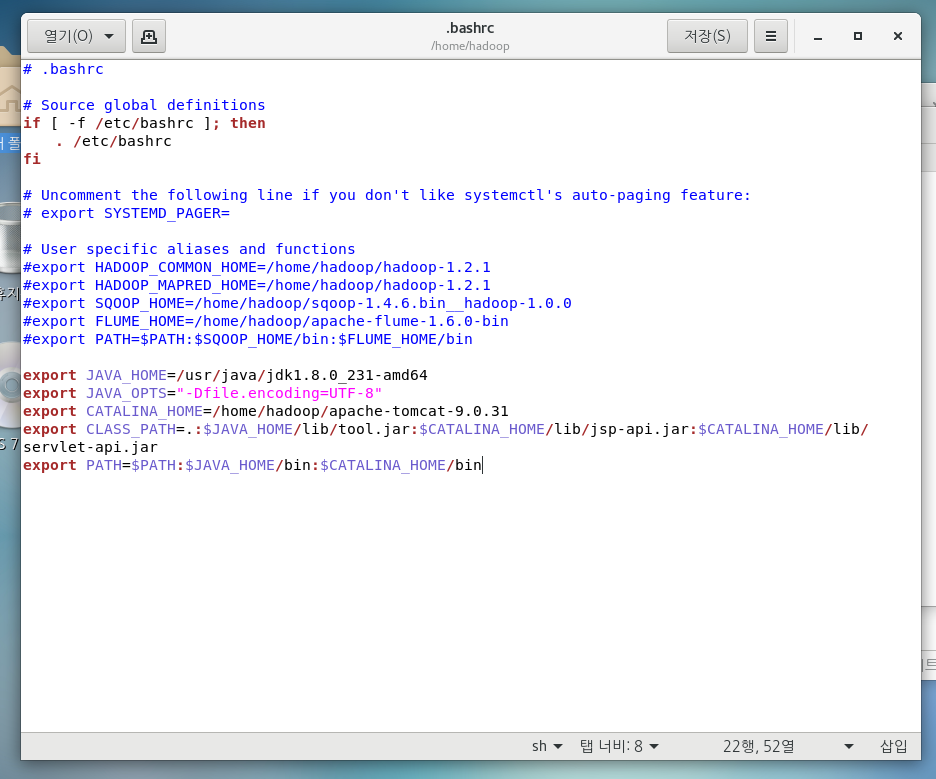 열기(O)
.bashrc
/home/hadoop
저장(S)
# .bashrc
# Source global definitions
if [ -f /etc/bashrc ]; then
. /etc/bashrc
fi
# Uncomment the following line if you don't like systemctl's auto-paging feature:
# export SYSTEMD_PAGER=
# User specific aliases and functions
#export HADOOP_COMMON_HOME=/home/hadoop/hadoop-1.2.1
#export HADOOP_MAPRED_HOME=/home/hadoop/hadoop-1.2.1
#export SQOOP_HOME=/home/hadoop/sqoop-1.4.6.bin__hadoop-1.0.0
#export FLUME_HOME=/home/hadoop/apache-flume-1.6.0-bin
#export PATH=$PATH:$SQOOP_HOME/bin:$FLUME_HOME/bin
export JAVA_HOME=/usr/java/jdk1.8.0_231-amd64
export JAVA_OPTS="-Dfile.encoding=UTF-8"
export CATALINA_HOME=/home/hadoop/apache-tomcat-9.0.31
export CLASS_PATH=.:$JAVA_HOME/lib/tool.jar:$CATALINA_HOME/lib/jsp-api.jar:$CATALINA_HOME/lib/
servlet-api.jar
export PATH=$PATH:$JAVA_HOME/bin:$CATALINA_HOME/bin
sh
탭 너비: 8
22행, 52열
삽입